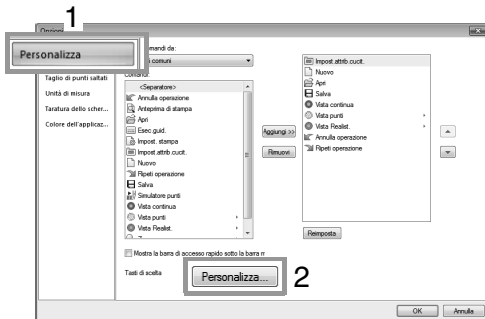 1
Opzioni
Personalizza
comuni
Comandi:
Taglio di punti saltati
Unità di misura
Taratura dello scher...
Colore dell'applicaz...
<Separatore>
Annulla operazione
Anteprima di stampa
Apri
Esec.guid.
Impost. stampa
Impost.attrib.cucit.
Nuovo
Ripeti operazione
Salva
Simulatore punti
Vista continua
Vista punti
Vista Realist.
Aggiungi >>
Rimuovi
Impost.attrib.cucit.
Nuovo
Apri
Salva
Vista continua
Vista punti
Vista Realist.
Annulla operazione
Ripeti operazione
Reimposta
Mostra la barra di accesso rapido sotto la barra
Tasti di scelta
Personalizza...
2
OK
Annulla